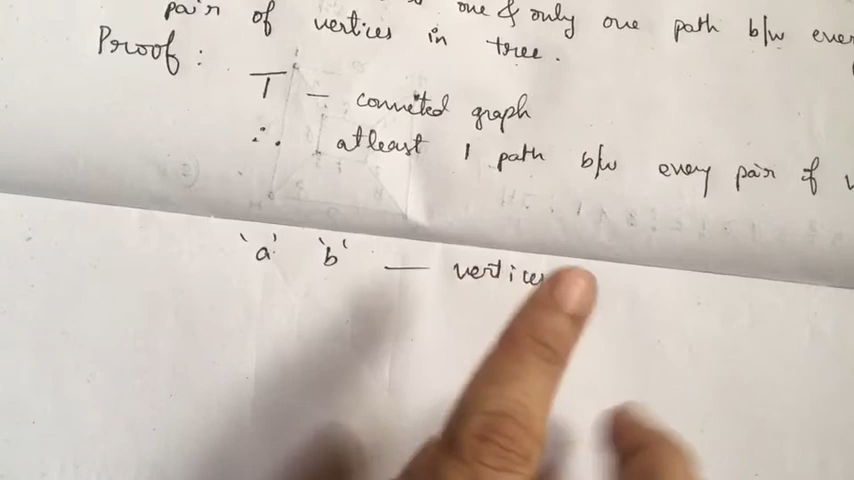 pair of vertices in tree.
one & only one path b/w ever
Proof :
T — connected graph
∴ atleast 1 path b/w every pair of v
'a' 'b' — vertices